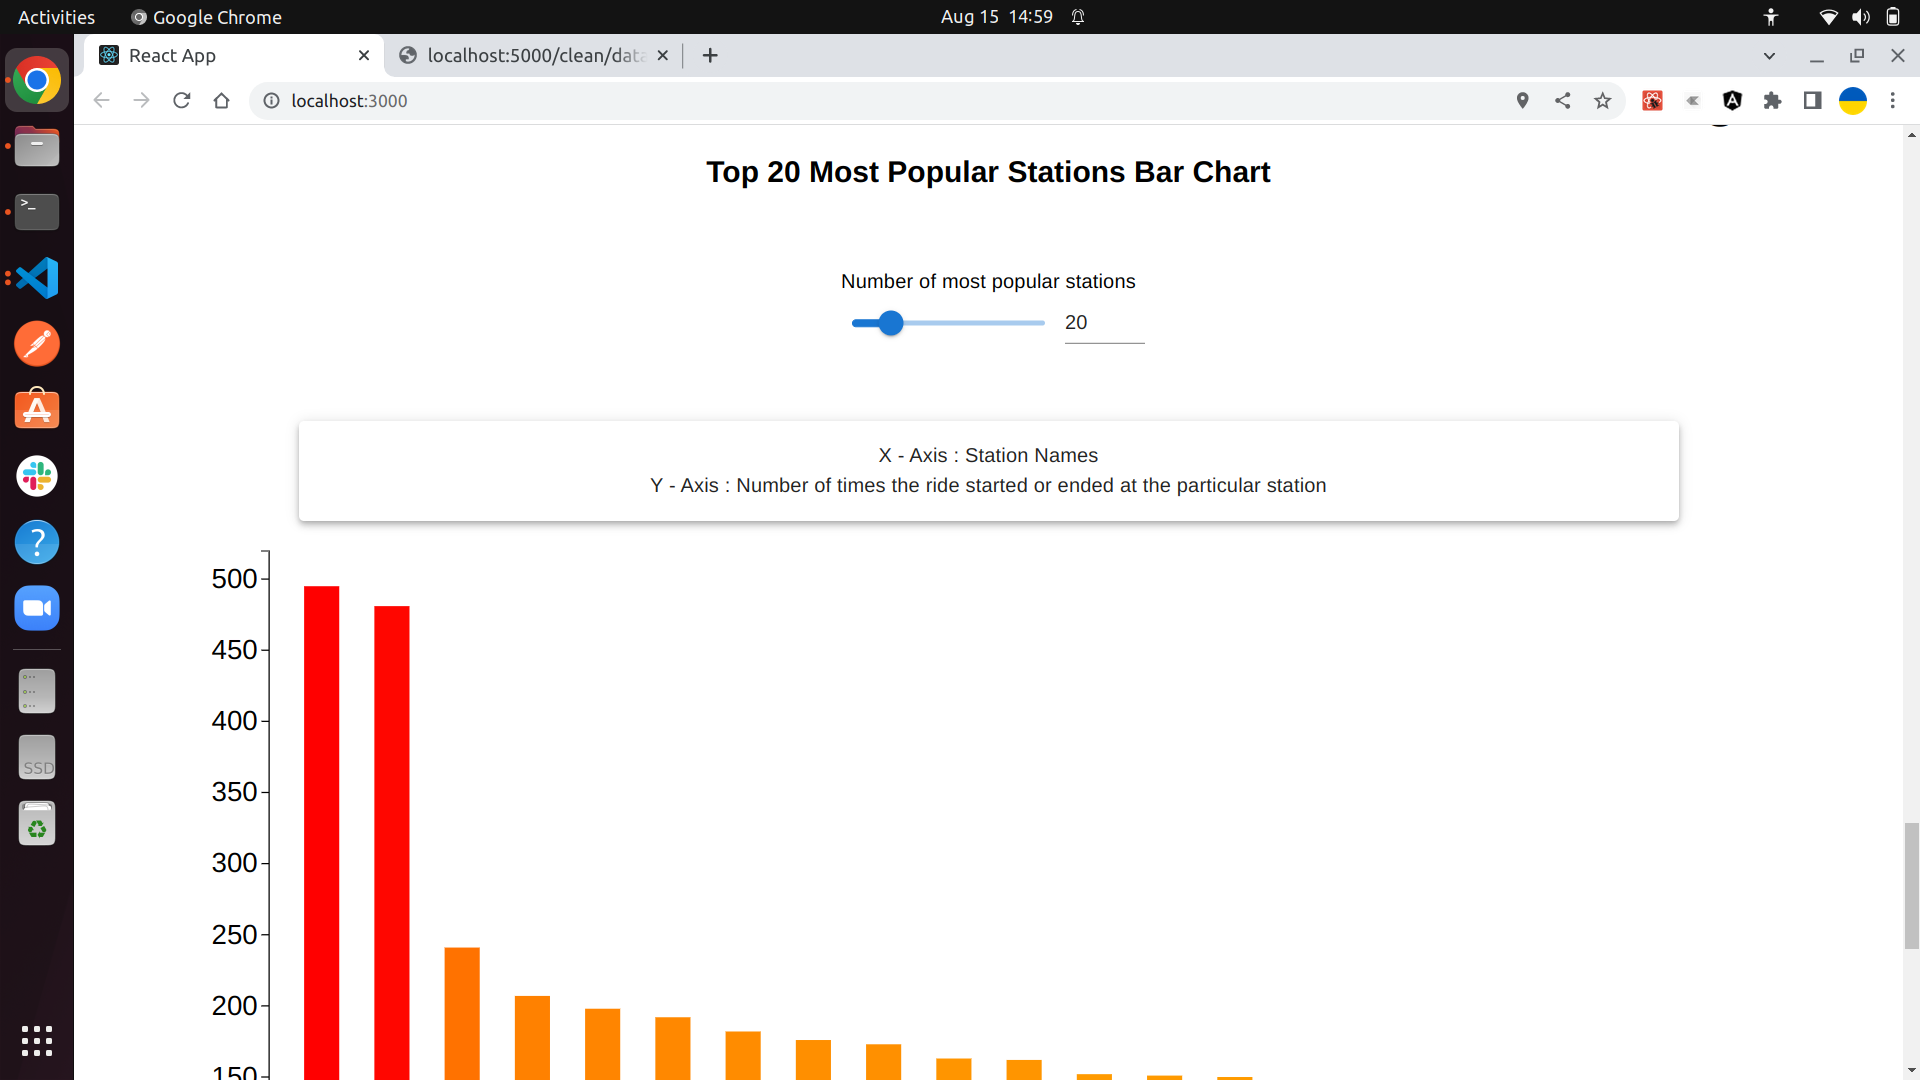 Activities
Google Chrome
Aug 15 14:59
React App
localhost:5000/clean/data
localhost:3000
Top 20 Most Popular Stations Bar Chart
Number of most popular stations
20
X - Axis : Station Names
Y - Axis : Number of times the ride started or ended at the particular station
500
450
400
350
300
250
200
150
SSD